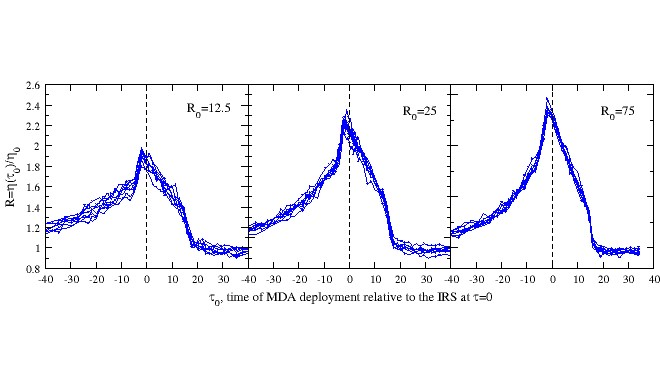 R=η(τ0)/η0
2.6
2.4
2.2
2
1.8
1.6
1.4
1.2
1
0.8
R0=12.5
R0=25
R0=75
-40 -30 -20 -10 0 10 20 30 -40 -30 -20 -10 0 10 20 30 -40 -30 -20 -10 0 10 20 30 40
τ0, time of MDA deployment relative to the IRS at τ=0